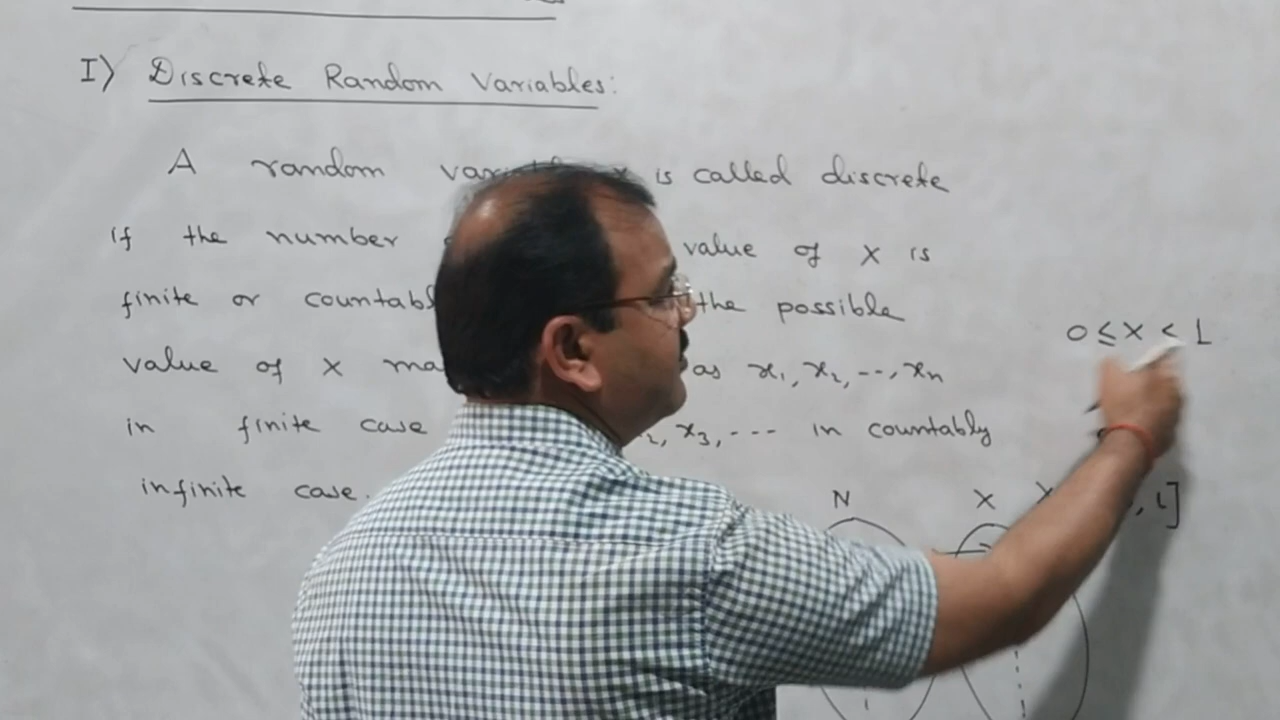 I) Discrete Random Variables:
A random is called discrete
if the number value of X is
finite or the possible
value of X as x₁, x₂, ---, xₙ
in finite case x₃, --- in countably
infinite case.
0 ≤ X < 1
N X